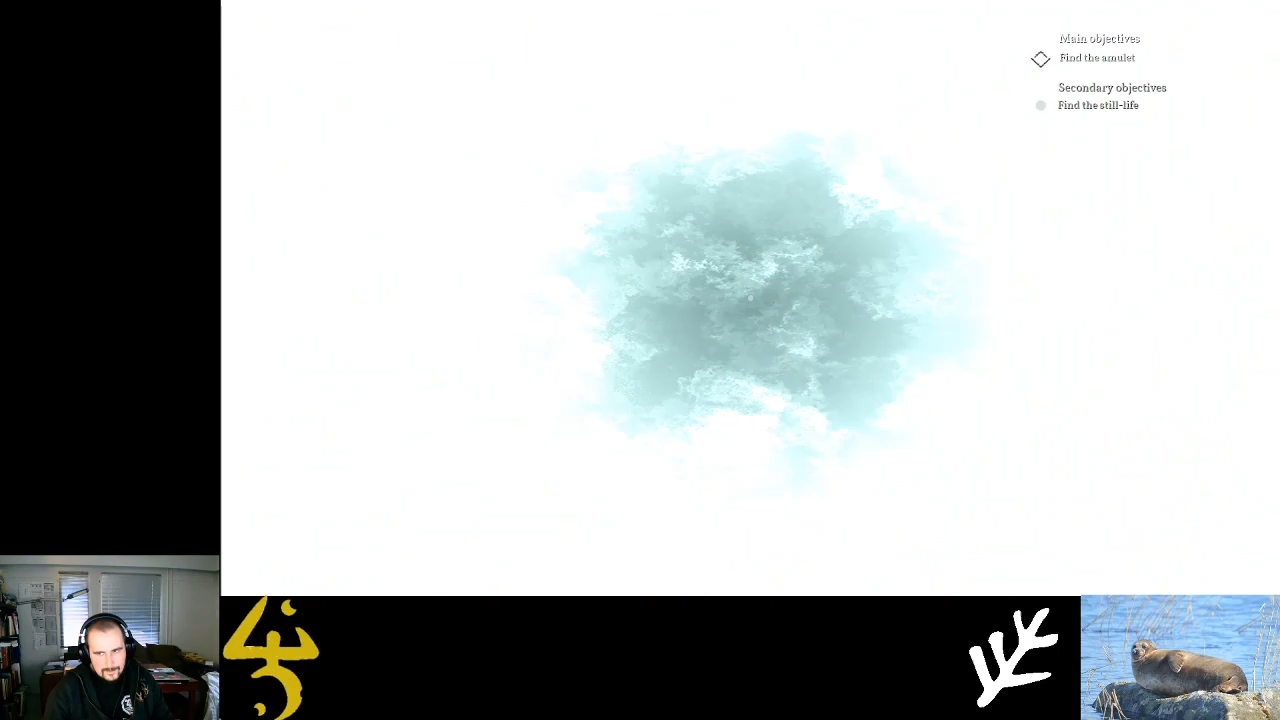 Main objectives
Find the amulet
Secondary objectives
Find the still-life